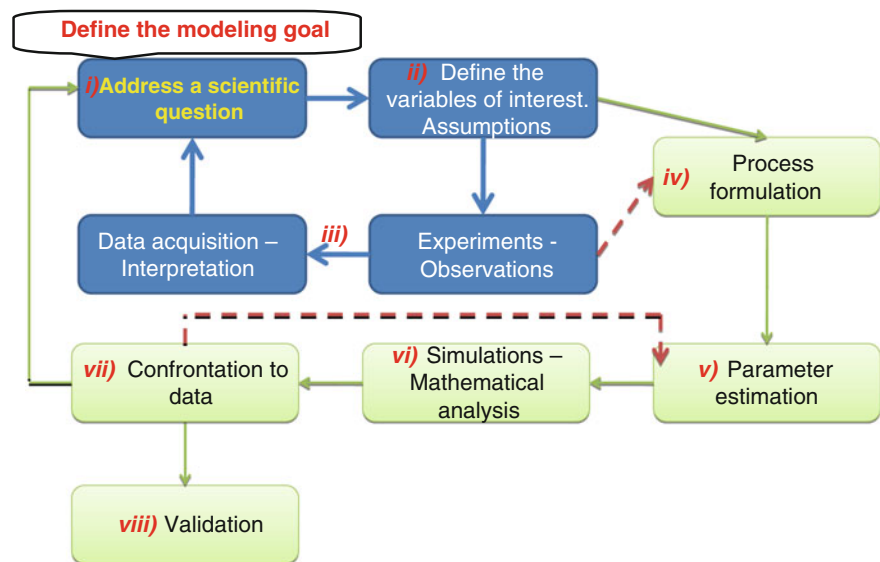 Define the modeling goal
i) Address a scientific
question
ii) Define the
variables of interest.
Assumptions
iv) Process
formulation
Data acquisition –
Interpretation
iii)
Experiments -
Observations
vii) Confrontation to
data
vi) Simulations –
Mathematical
analysis
v) Parameter
estimation
viii) Validation